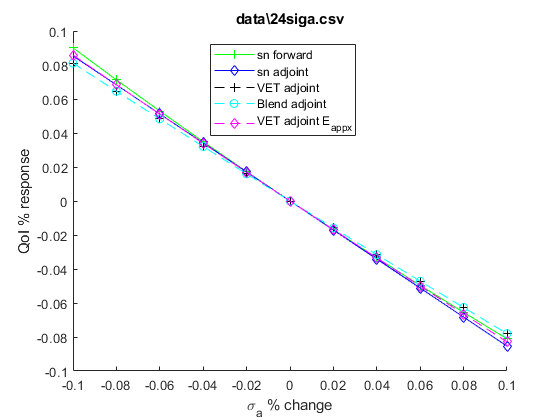 data\24siga.csv
sn forward
sn adjoint
VET adjoint
Blend adjoint
VET adjoint E_appx
QoI % response
0.1
0.08
0.06
0.04
0.02
0
-0.02
-0.04
-0.06
-0.08
-0.1
-0.1 -0.08 -0.06 -0.04 -0.02 0 0.02 0.04 0.06 0.08 0.1
σ_a % change